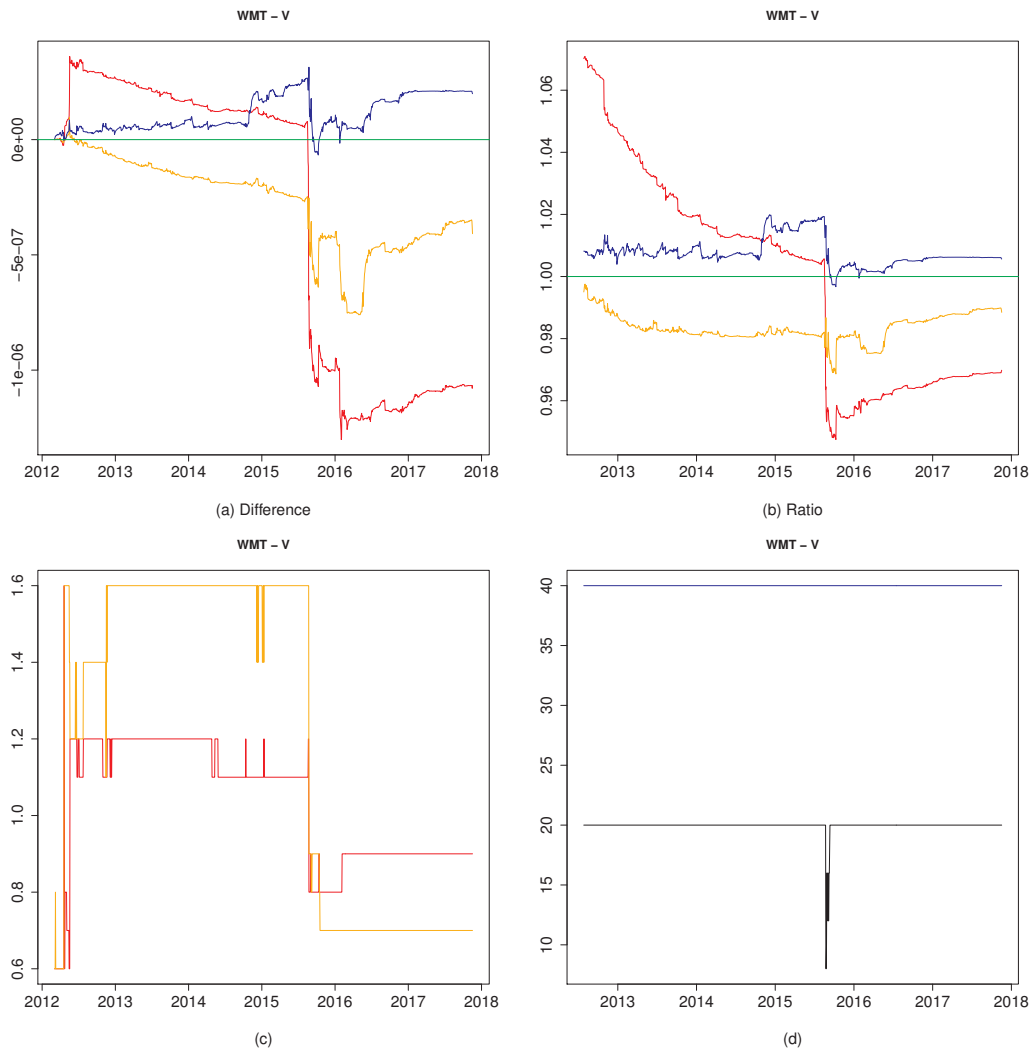 WMT − V
0e+00
−5e−07
−1e−06
2012 2013 2014 2015 2016 2017 2018
(a) Difference
WMT − V
1.06
1.04
1.02
1.00
0.98
0.96
2013 2014 2015 2016 2017 2018
(b) Ratio
WMT − V
1.6
1.4
1.2
1.0
0.8
0.6
2012 2013 2014 2015 2016 2017 2018
(c)
WMT − V
40
35
30
25
20
15
10
2013 2014 2015 2016 2017 2018
(d)